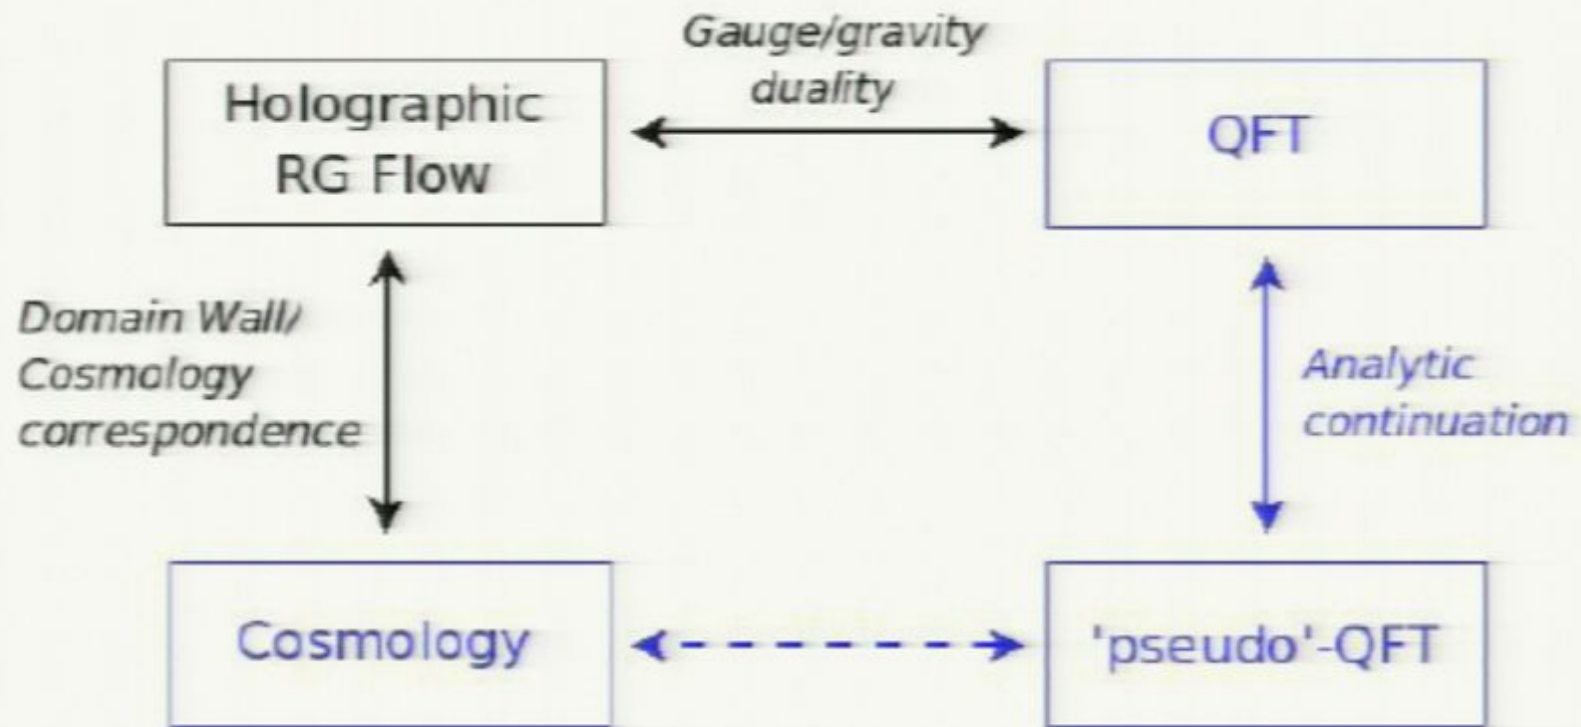 Gauge/gravity
duality
Holographic
RG Flow
QFT
Domain Wall/
Cosmology
correspondence
Analytic
continuation
Cosmology
'pseudo'-QFT